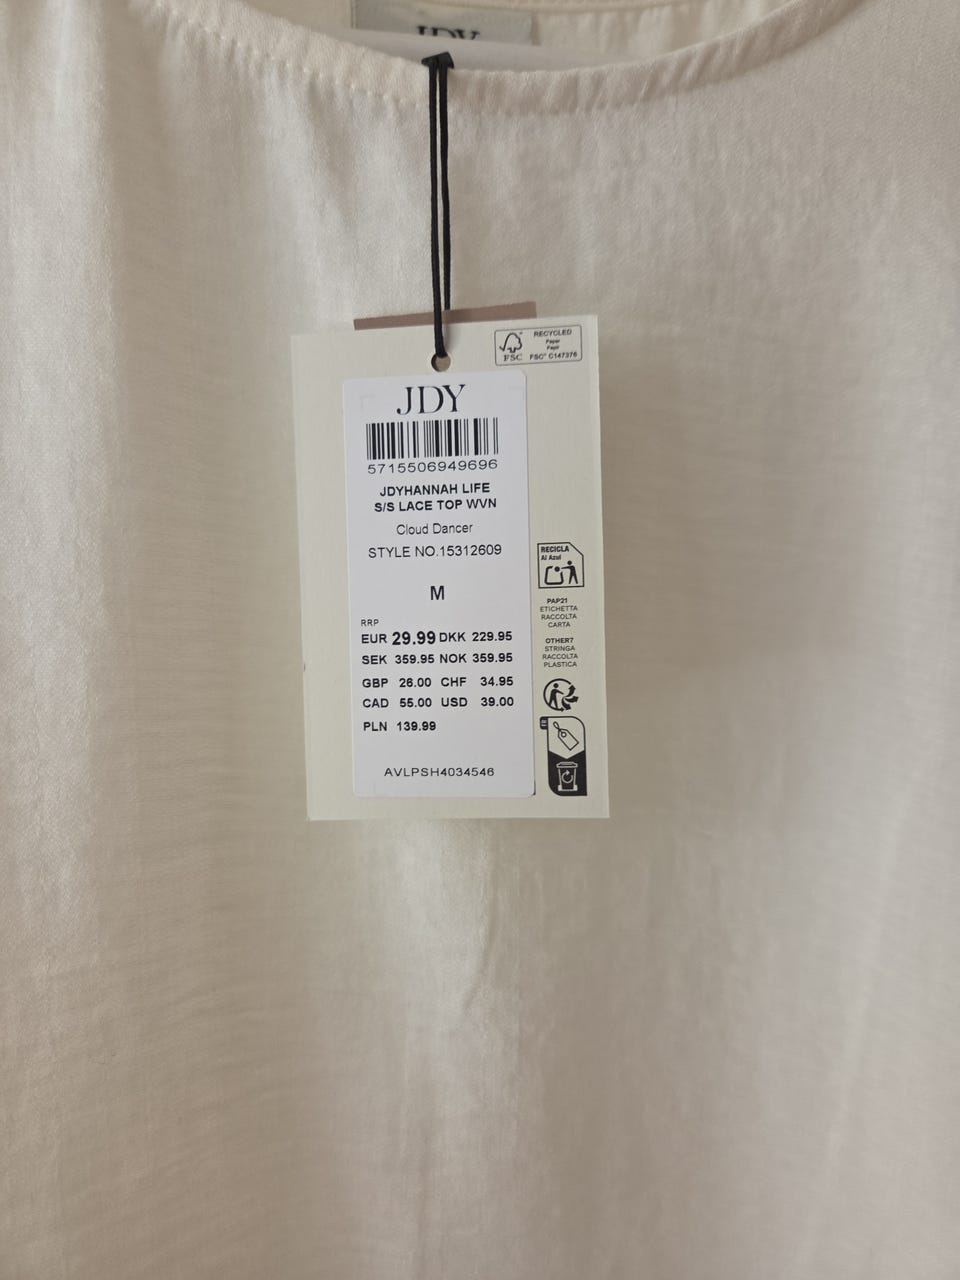 JDY
RECYCLED
Paper
Papir
FSC
FSC® C147376
JDY
5715506949696
JDYHANNAH LIFE
S/S LACE TOP WVN
Cloud Dancer
STYLE NO.15312609
M
RRP
EUR 29.99 DKK 229.95
SEK 359.95 NOK 359.95
GBP 26.00 CHF 34.95
CAD 55.00 USD 39.00
PLN 139.99
AVLPSH4034546
RECICLA
Al Azul
PAP21
ETICHETTA
RACCOLTA
CARTA
OTHER7
STRINGA
RACCOLTA
PLASTICA